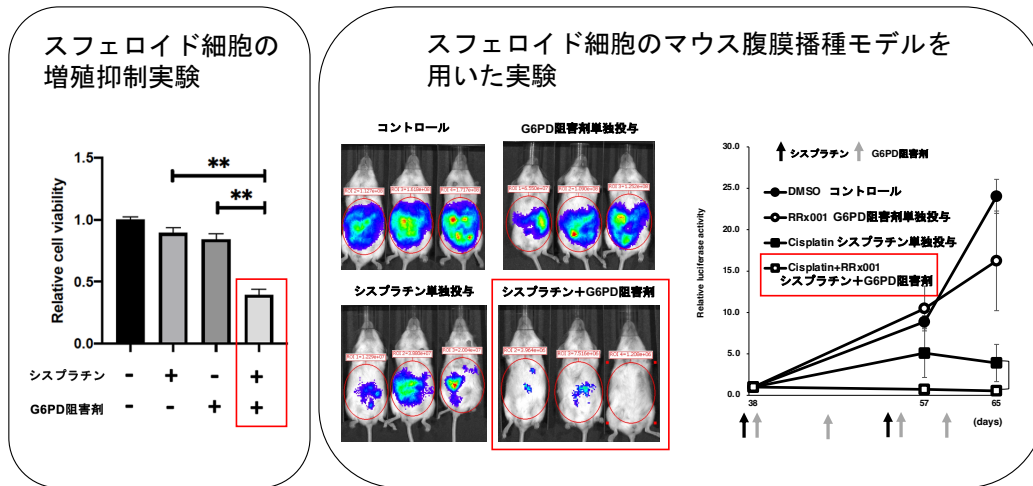 スフェロイド細胞の
増殖抑制実験
Relative cell viability
1.5
1.0
0.5
0.0
**
**
シスプラチン - + - +
G6PD阻害剤 - - + +
スフェロイド細胞のマウス腹膜播種モデルを
用いた実験
コントロール
G6PD阻害剤単独投与
シスプラチン単独投与
シスプラチン+G6PD阻害剤
シスプラチン G6PD阻害剤
Relative luciferase activity
30.0
25.0
20.0
15.0
10.0
5.0
0.0
DMSO コントロール
RRx001 G6PD阻害剤単独投与
Cisplatin シスプラチン単独投与
Cisplatin+RRx001
シスプラチン+G6PD阻害剤
38
57
65
(days)